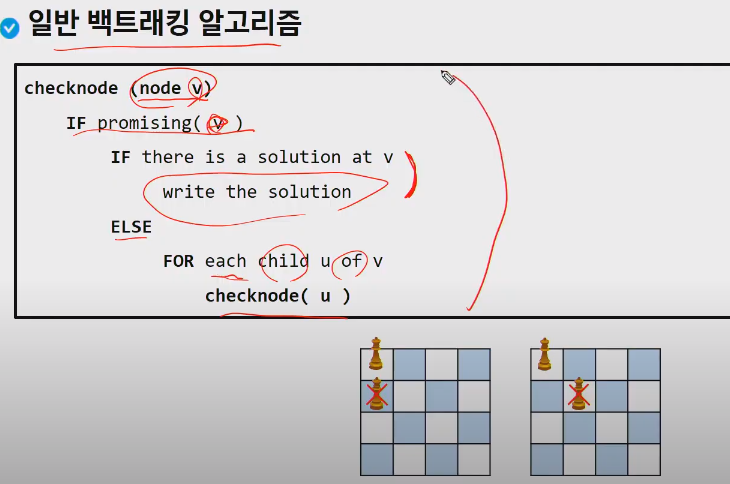 일반 백트래킹 알고리즘
checknode (node v)
IF promising( v )
IF there is a solution at v
write the solution
ELSE
FOR each child u of v
checknode( u )